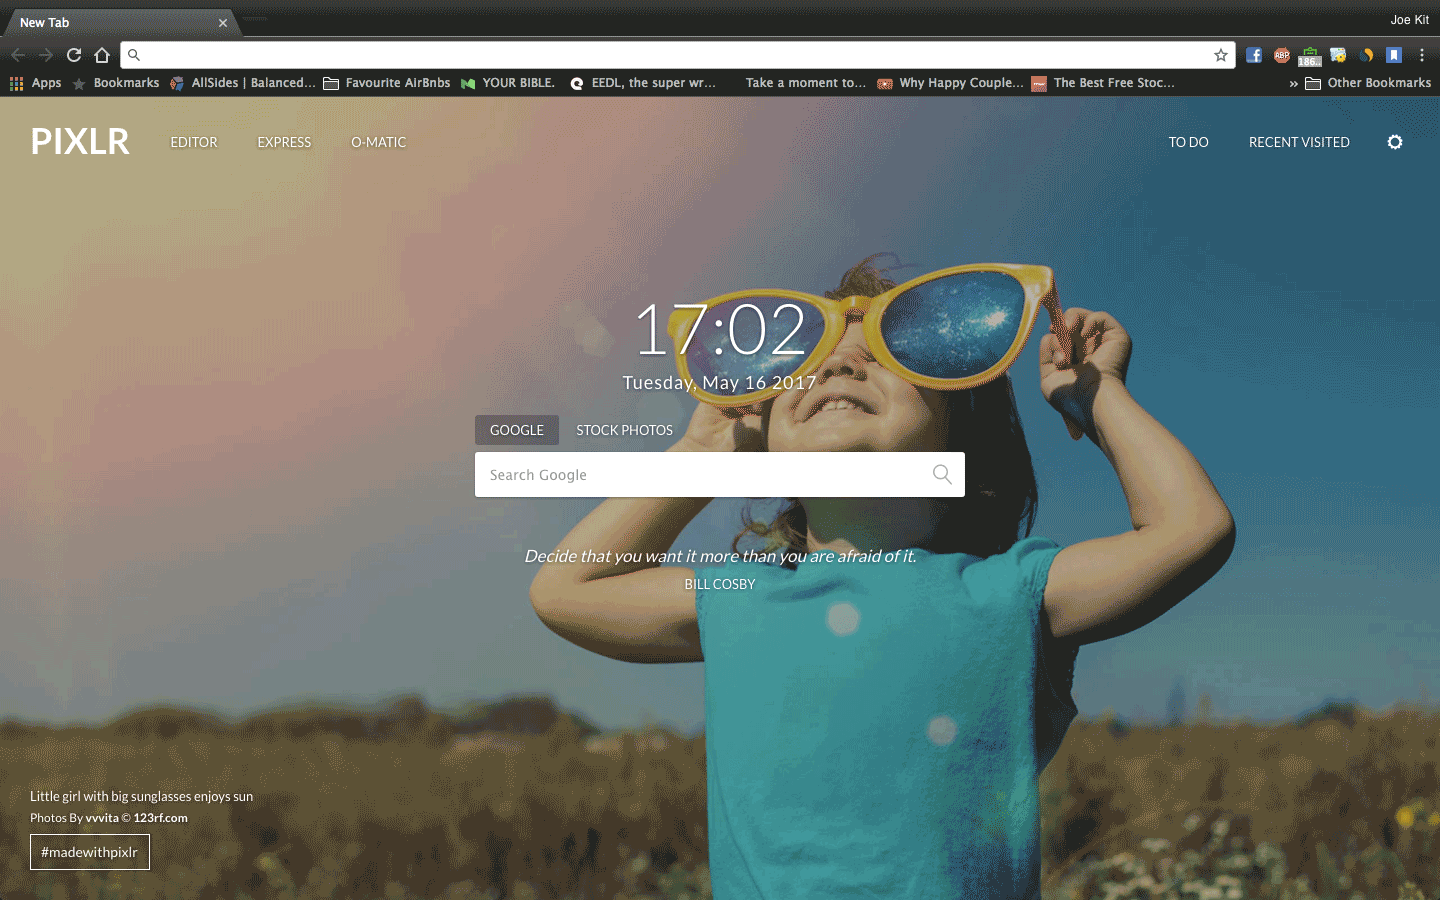 New Tab
Joe Kit
ABP
186..
Apps Bookmarks AllSides | Balanced... Favourite AirBnbs YOUR BIBLE. EEDL, the super wr... Take a moment to... Why Happy Couple... The Best Free Stoc... » Other Bookmarks
PIXLR EDITOR EXPRESS O-MATIC TO DO RECENT VISITED
17:02
Tuesday, May 16 2017
GOOGLE STOCK PHOTOS
Search Google
Decide that you want it more than you are afraid of it.
BILL COSBY
Little girl with big sunglasses enjoys sun
Photos By vvvita © 123rf.com
#madewithpixlr